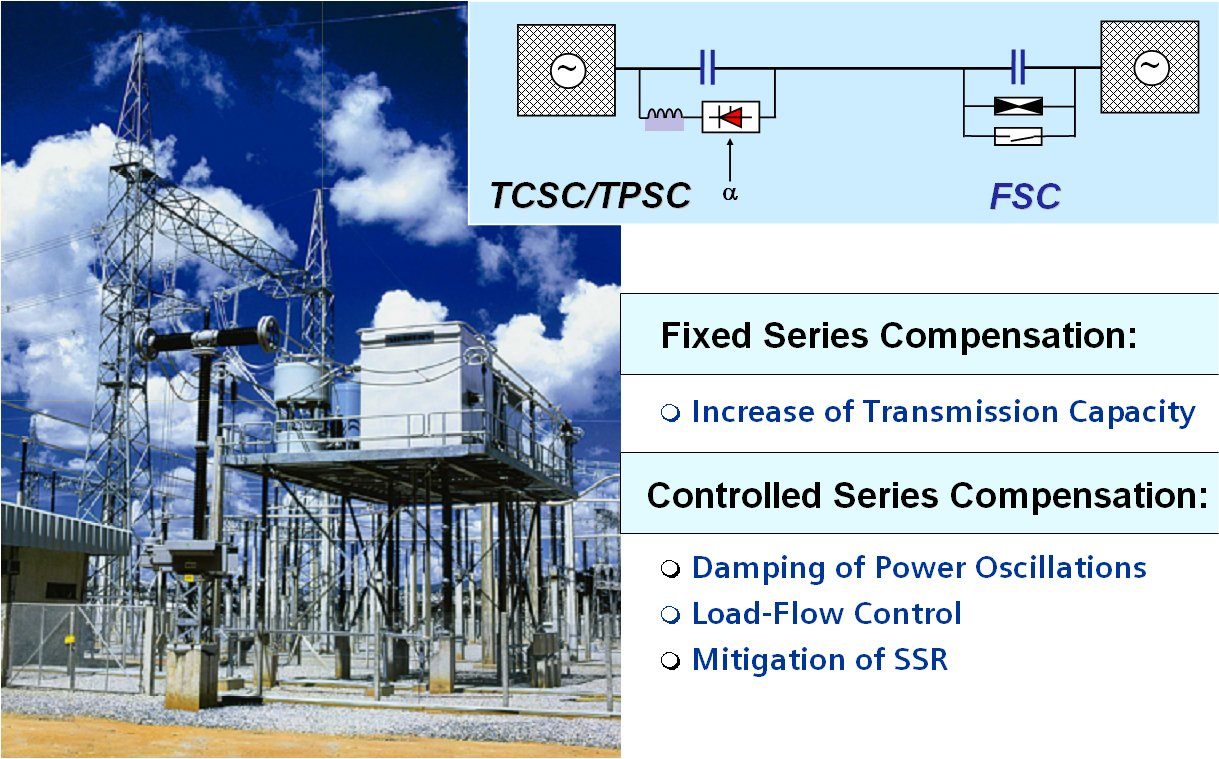 ~
~
TCSC/TPSC
α
FSC
Fixed Series Compensation:
Increase of Transmission Capacity
Controlled Series Compensation:
Damping of Power Oscillations
Load-Flow Control
Mitigation of SSR